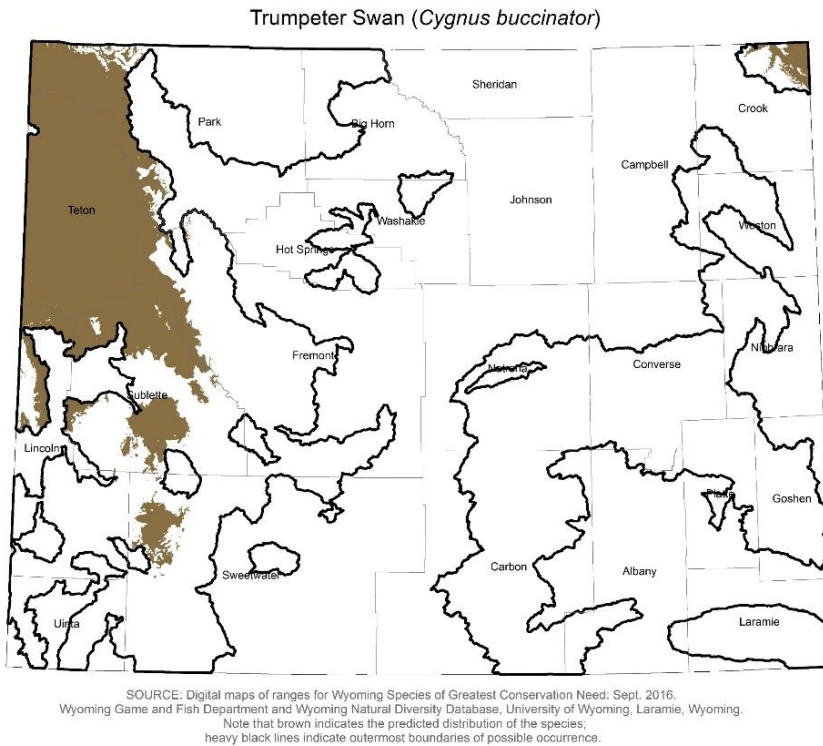 Trumpeter Swan (Cygnus buccinator)
Sheridan
Crook
Park
Big Horn
Campbell
Johnson
Teton
Washakie
Weston
Hot Springs
Fremont
Natrona
Converse
Niobrara
Sublette
Lincoln
Platte
Goshen
Sweetwater
Carbon
Albany
Uinta
Laramie
SOURCE: Digital maps of ranges for Wyoming Species of Greatest Conservation Need: Sept. 2016.
Wyoming Game and Fish Department and Wyoming Natural Diversity Database, University of Wyoming, Laramie, Wyoming.
Note that brown indicates the predicted distribution of the species;
heavy black lines indicate outermost boundaries of possible occurrence.